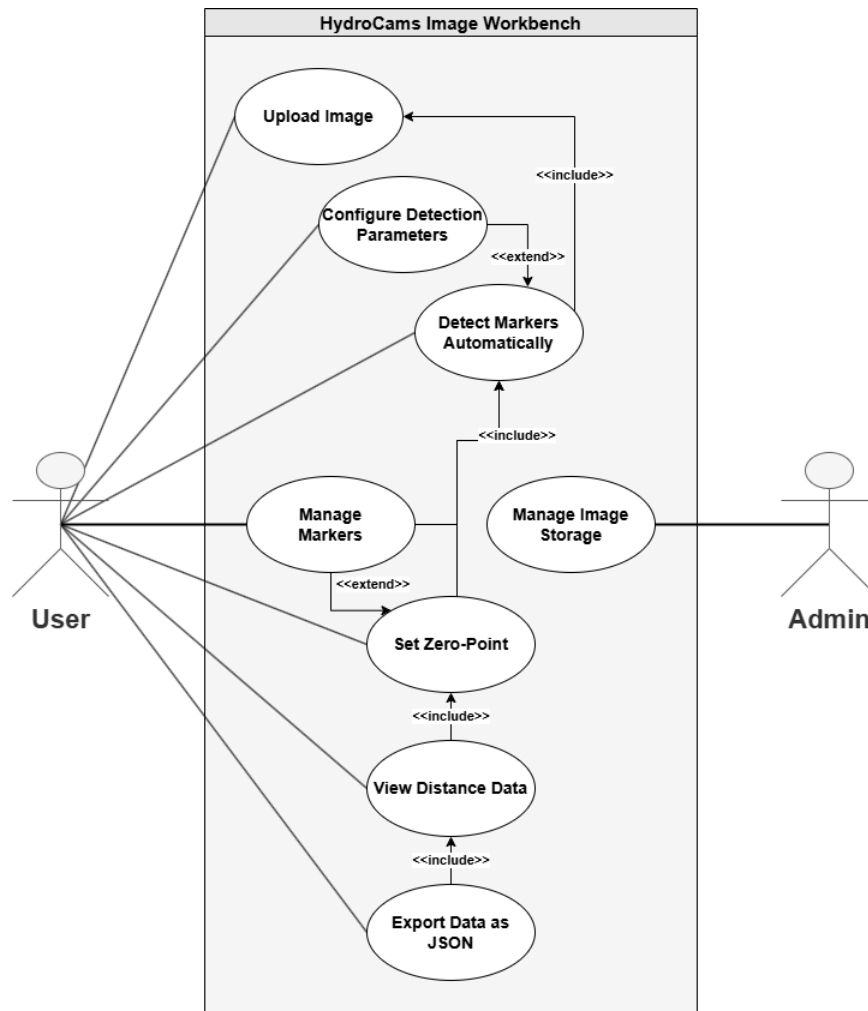 HydroCams Image Workbench
Upload Image
<<include>>
Configure Detection
Parameters
<<extend>>
Detect Markers
Automatically
<<include>>
Manage
Markers
Manage Image
Storage
<<extend>>
User
Admin
Set Zero-Point
<<include>>
View Distance Data
<<include>>
Export Data as
JSON